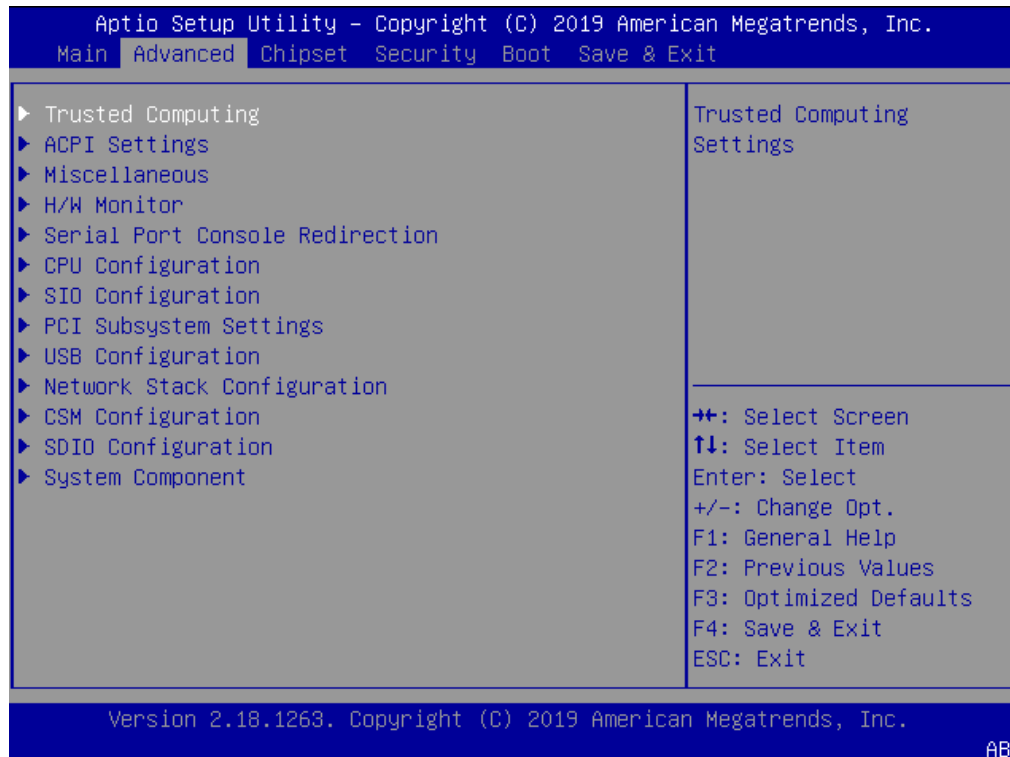 Aptio Setup Utility - Copyright (C) 2019 American Megatrends, Inc.
Main Advanced Chipset Security Boot Save & Exit
Trusted Computing
ACPI Settings
Miscellaneous
H/W Monitor
Serial Port Console Redirection
CPU Configuration
SIO Configuration
PCI Subsystem Settings
USB Configuration
Network Stack Configuration
CSM Configuration
SDIO Configuration
System Component
Trusted Computing
Settings
→←: Select Screen
↑↓: Select Item
Enter: Select
+/-: Change Opt.
F1: General Help
F2: Previous Values
F3: Optimized Defaults
F4: Save & Exit
ESC: Exit
Version 2.18.1263. Copyright (C) 2019 American Megatrends, Inc.
AB